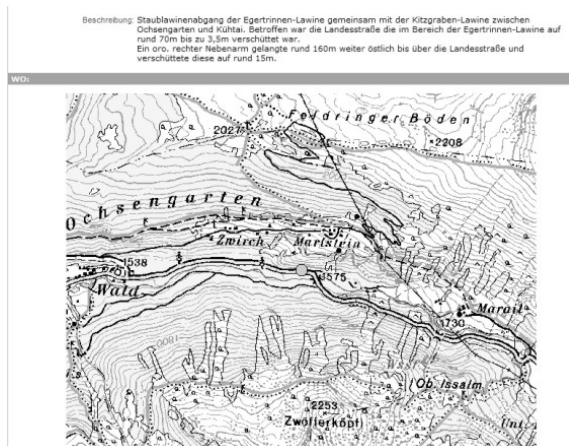 Beschreibung: Staublawinenabgang der Egertrinnen-Lawine gemeinsam mit der Kitzgraben-Lawine zwischen
Ochsengarten und Kühtai. Betroffen war die Landesstraße die im Bereich der Egertrinnen-Lawine auf
rund 70m bis zu 3,5m verschüttet war.
Ein oro. rechter Nebenarm gelangte rund 160m weiter östlich bis über die Landesstraße und
verschüttete diese auf rund 15m.
WO:
Feldringer Böden
2027
2208
Ochsengarten
Zwirch
Marlstein
1538
1575
Wald
Marail
1730
1800
Ob. Issalm
2253
Zwölferköpfl
Unt.